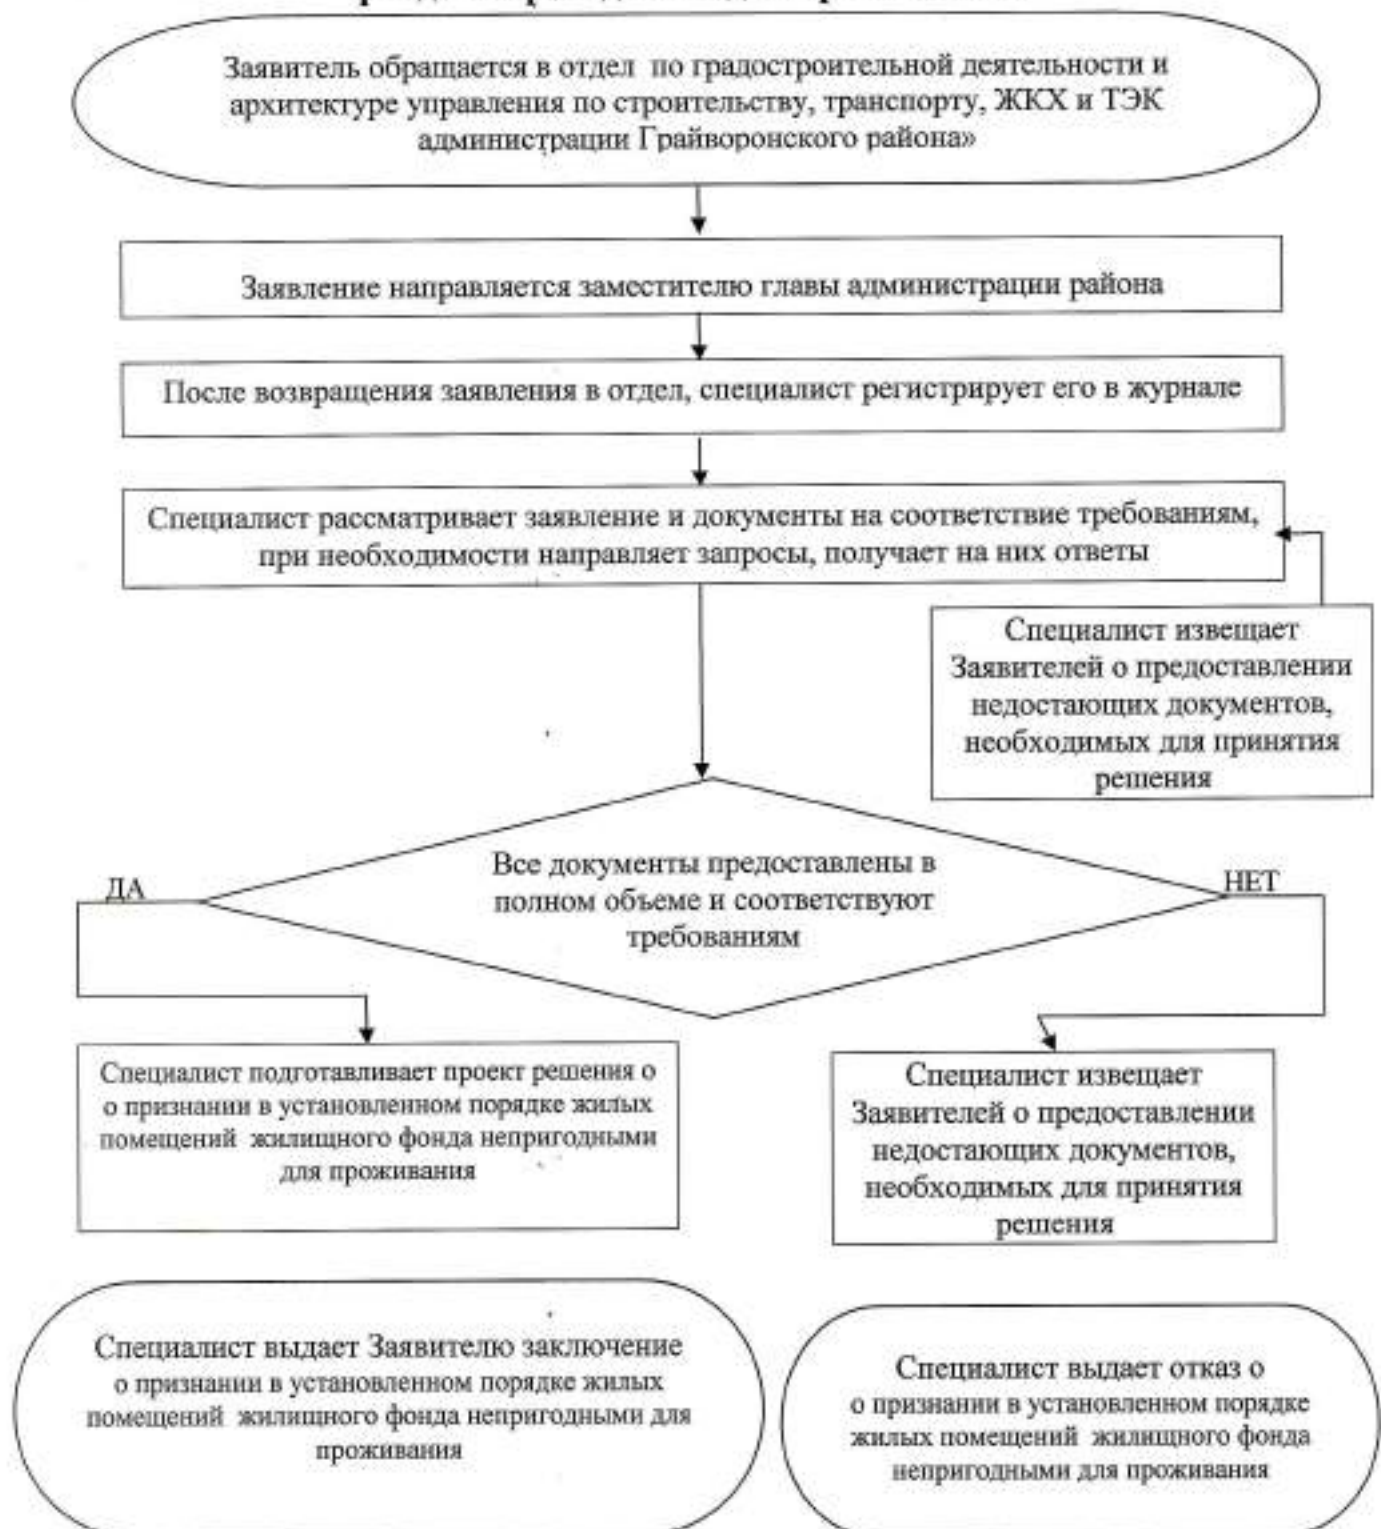 Заявитель обращается в отдел по градостроительной деятельности и
архитектуре управления по строительству, транспорту, ЖКХ и ТЭК
администрации Грайворонского района»
Заявление направляется заместителю главы администрации района
После возвращения заявления в отдел, специалист регистрирует его в журнале
Специалист рассматривает заявление и документы на соответствие требованиям,
при необходимости направляет запросы, получает на них ответы
Специалист извещает
Заявителей о предоставлении
недостающих документов,
необходимых для принятия
решения
Все документы предоставлены в
полном объеме и соответствуют
требованиям
ДА
НЕТ
Специалист подготавливает проект решения о
о признании в установленном порядке жилых
помещений жилищного фонда непригодными
для проживания
Специалист извещает
Заявителей о предоставлении
недостающих документов,
необходимых для принятия
решения
Специалист выдает Заявителю заключение
о признании в установленном порядке жилых
помещений жилищного фонда непригодными для
проживания
Специалист выдает отказ о
о признании в установленном порядке
жилых помещений жилищного фонда
непригодными для проживания